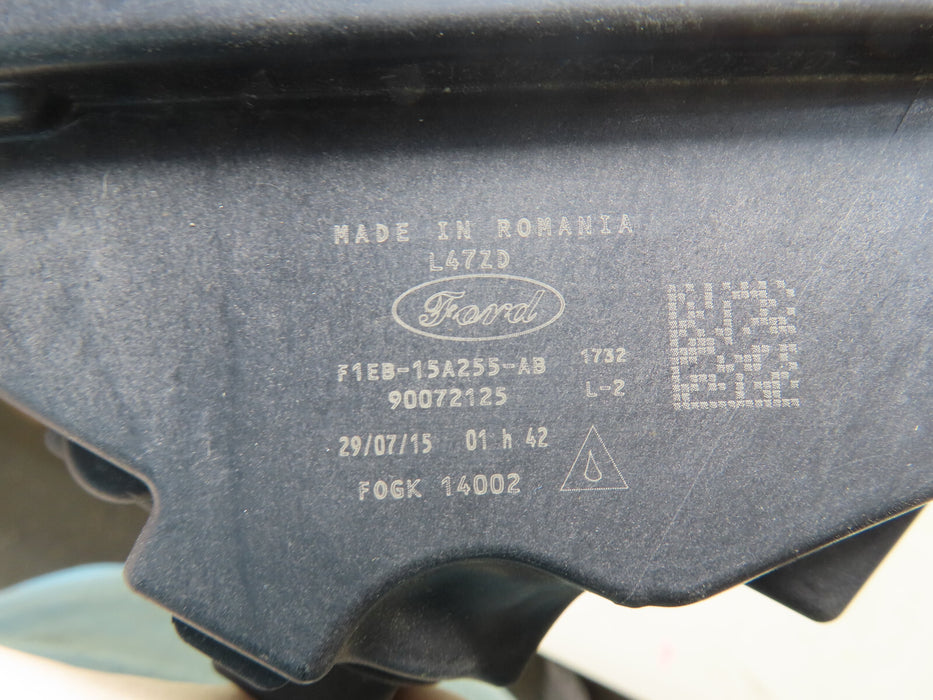 MADE IN ROMANIA
L47ZD
Ford
F1EB-15A255-AB 1732
90072125 L-2
29/07/15 01 h 42
FOGK 14002